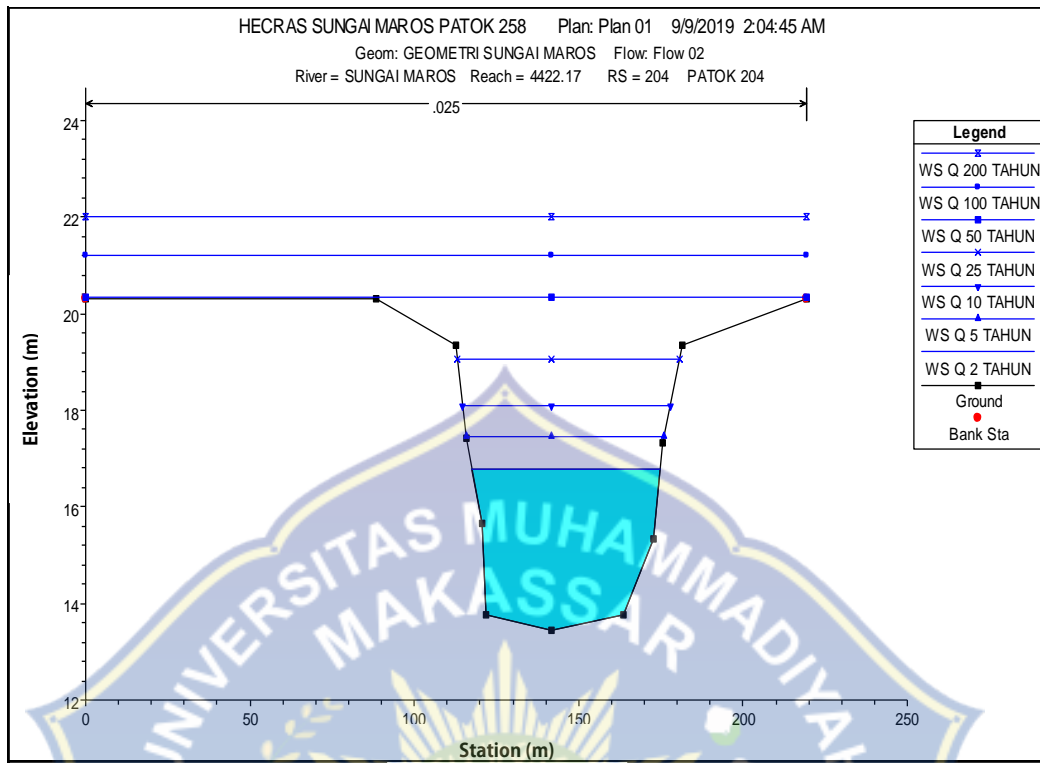 HECRAS SUNGAI MAROS PATOK 258 Plan: Plan 01 9/9/2019 2:04:45 AM
Geom: GEOMETRI SUNGAI MAROS Flow: Flow 02
River = SUNGAI MAROS Reach = 4422.17 RS = 204 PATOK 204
.025
24
22
20
18
16
14
12
Elevation (m)
0 50 100 150 200 250
Station (m)
Legend
WS Q 200 TAHUN
WS Q 100 TAHUN
WS Q 50 TAHUN
WS Q 25 TAHUN
WS Q 10 TAHUN
WS Q 5 TAHUN
WS Q 2 TAHUN
Ground
Bank Sta
UNIVERSITAS MUHAMMADIYAH
MAKASSAR